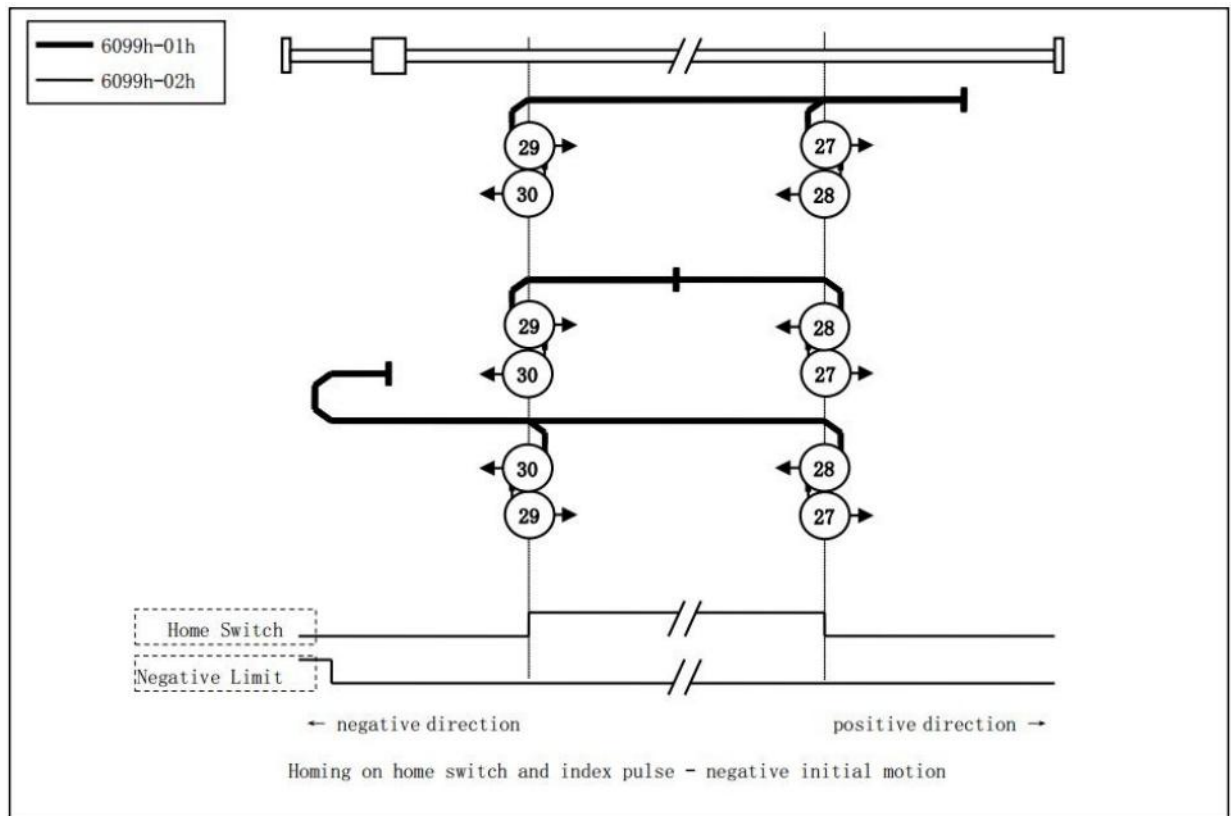 6099h-01h
6099h-02h
29 27
30 28
29 28
30 27
30 28
29 27
Home Switch
Negative Limit
← negative direction positive direction →
Homing on home switch and index pulse - negative initial motion